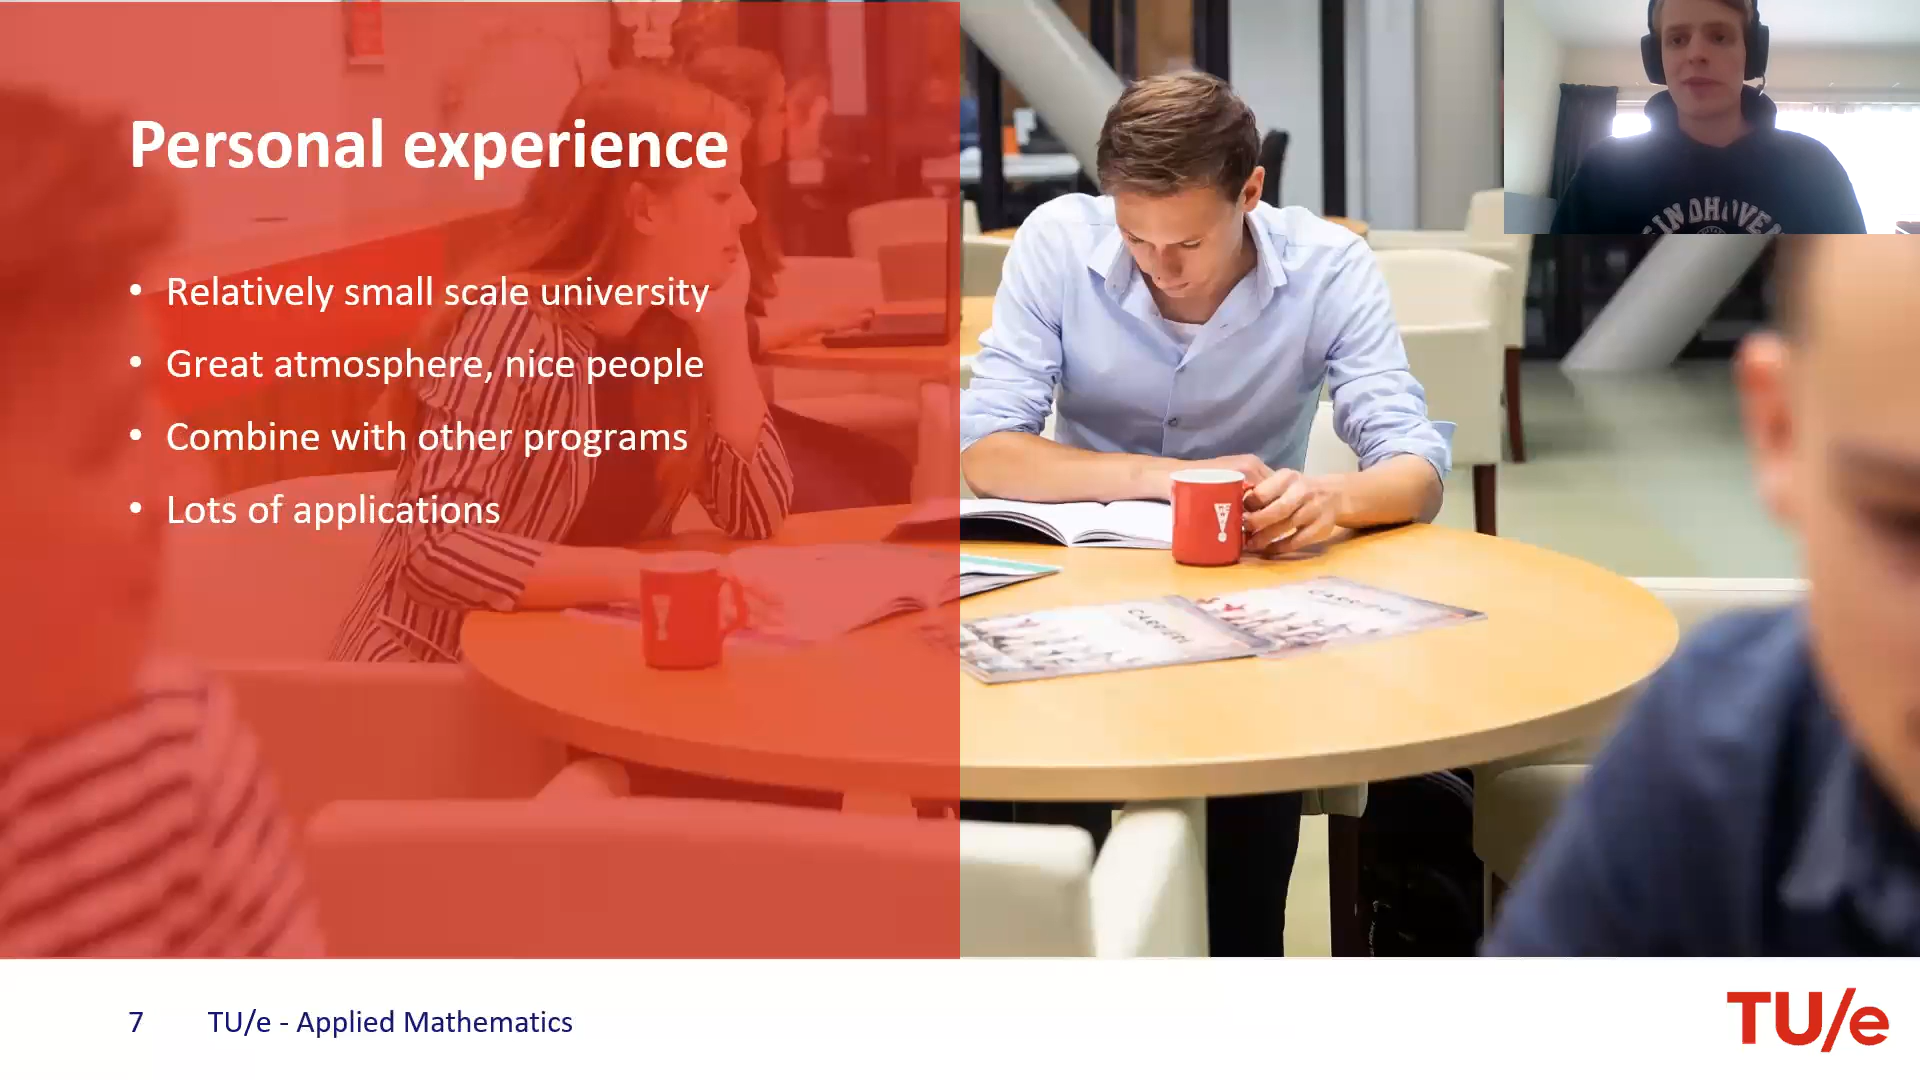 Personal experience
• Relatively small scale university
• Great atmosphere, nice people
• Combine with other programs
• Lots of applications
7 TU/e - Applied Mathematics
TU/e